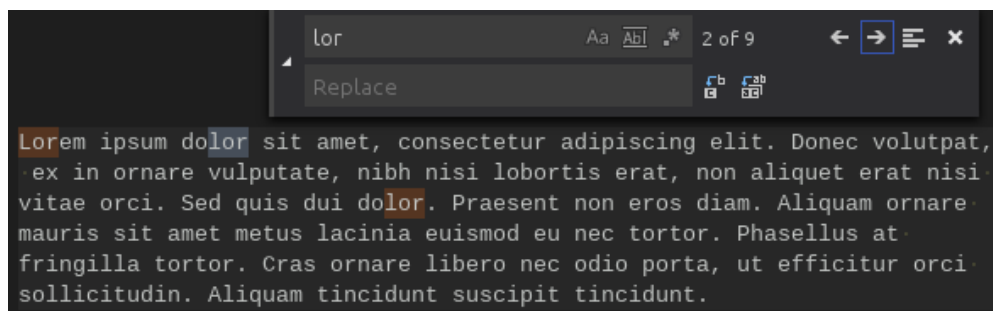 lor Aa Abl .* 2 of 9
Replace
Lorem ipsum dolor sit amet, consectetur adipiscing elit. Donec volutpat,
ex in ornare vulputate, nibh nisi lobortis erat, non aliquet erat nisi
vitae orci. Sed quis dui dolor. Praesent non eros diam. Aliquam ornare
mauris sit amet metus lacinia euismod eu nec tortor. Phasellus at
fringilla tortor. Cras ornare libero nec odio porta, ut efficitur orci
sollicitudin. Aliquam tincidunt suscipit tincidunt.